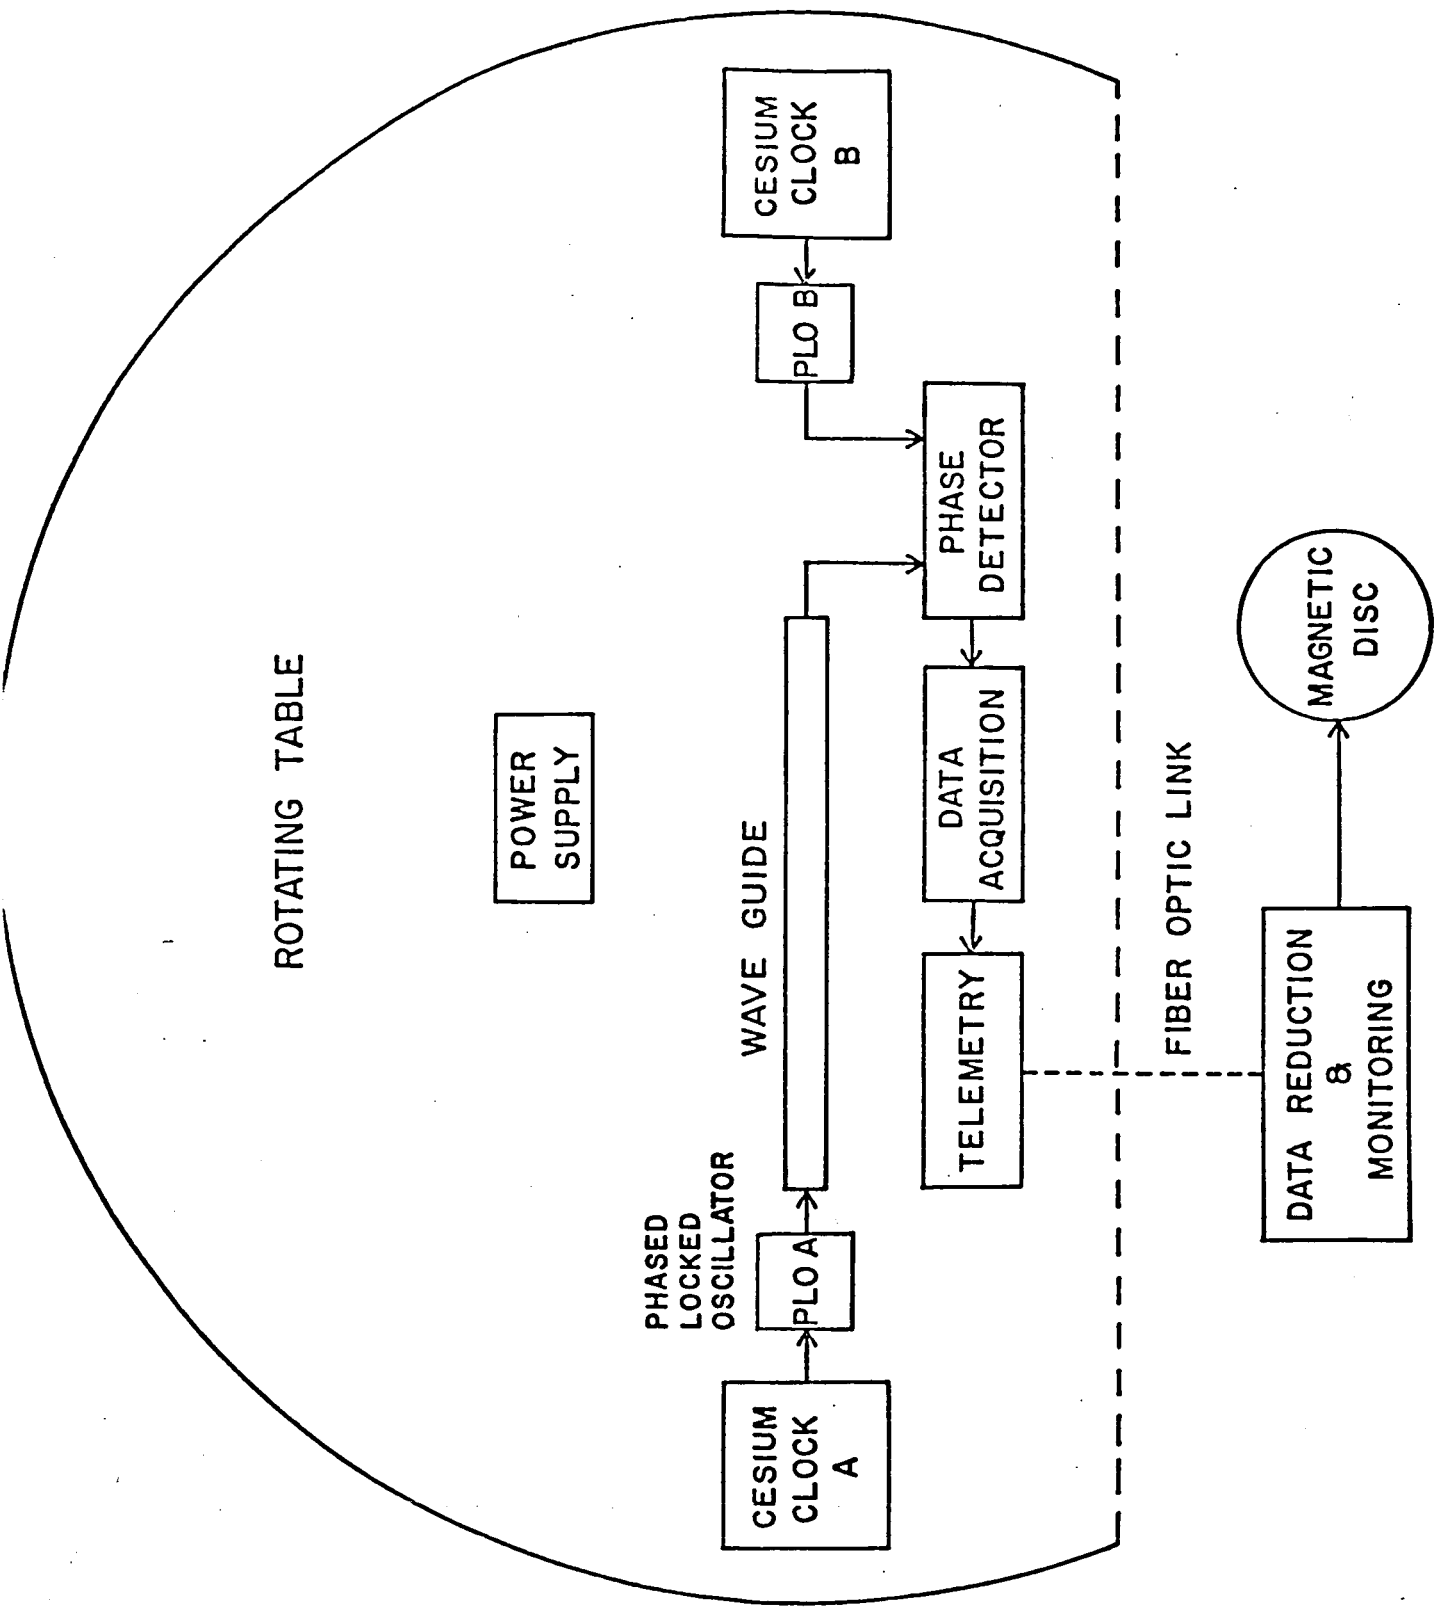 ROTATING TABLE
POWER
SUPPLY
PHASED
LOCKED
OSCILLATOR
WAVE GUIDE
CESIUM
CLOCK
A
PLO A
PLO B
CESIUM
CLOCK
B
TELEMETRY
DATA
ACQUISITION
PHASE
DETECTOR
FIBER OPTIC LINK
DATA REDUCTION
&
MONITORING
MAGNETIC
DISC